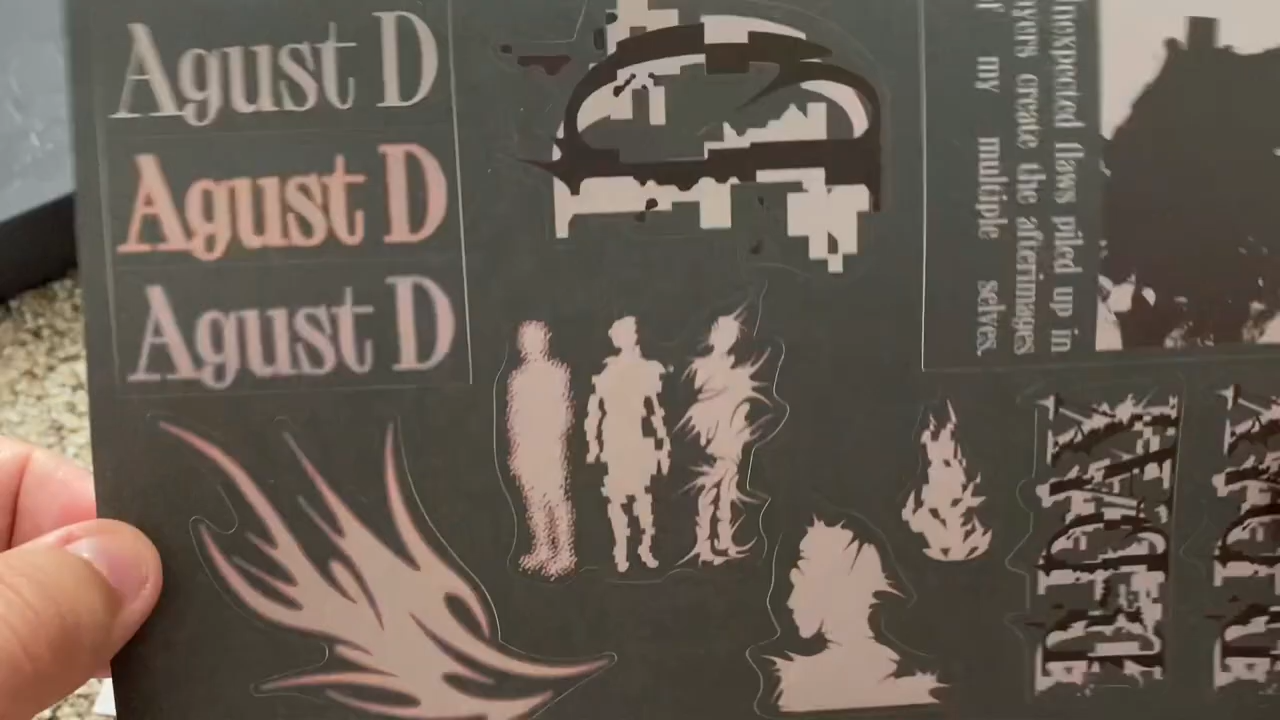 Agust D
Agust D
Agust D
Unexpected flaws piled up in
layers create the afterimages
of my multiple selves.